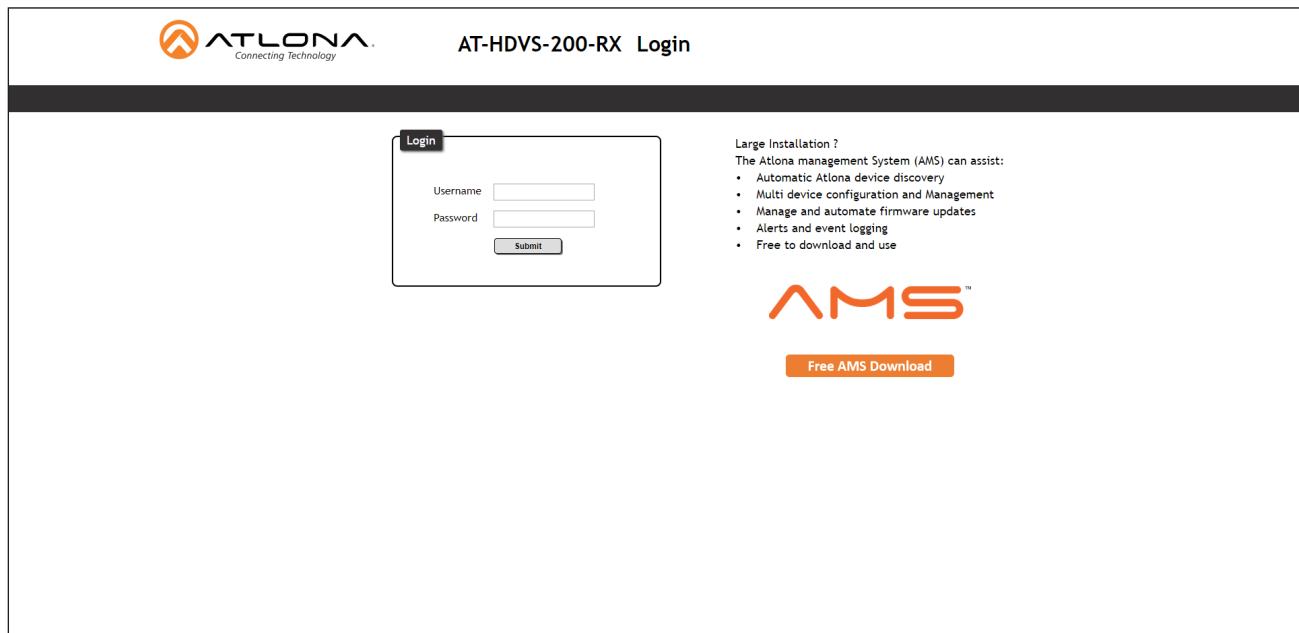 ATLONA.
Connecting Technology
AT-HDVS-200-RX Login
Login
Username
Password
Submit
Large Installation ?
The Atlona management System (AMS) can assist:
• Automatic Atlona device discovery
• Multi device configuration and Management
• Manage and automate firmware updates
• Alerts and event logging
• Free to download and use
AMS™
Free AMS Download